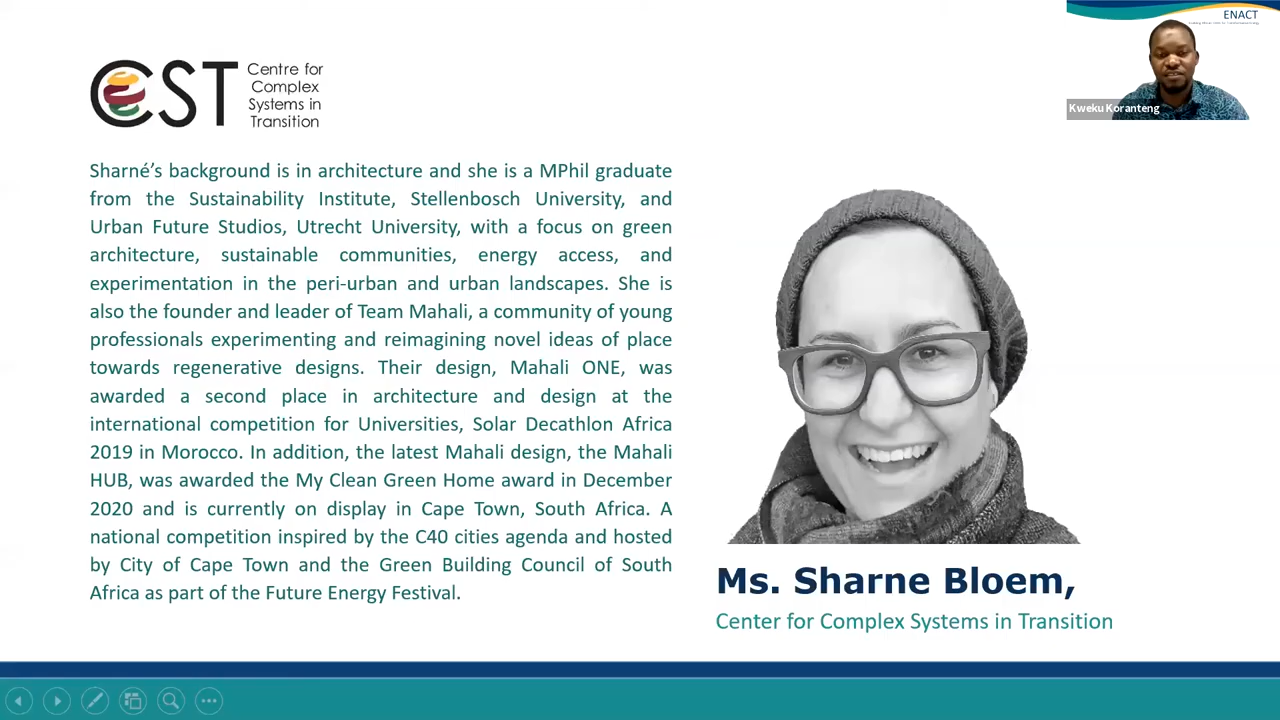 ENACT
Kweku Koranteng
CST
Centre for
Complex
Systems in
Transition
Sharné’s background is in architecture and she is a MPhil graduate
from the Sustainability Institute, Stellenbosch University, and
Urban Future Studios, Utrecht University, with a focus on green
architecture, sustainable communities, energy access, and
experimentation in the peri-urban and urban landscapes. She is
also the founder and leader of Team Mahali, a community of young
professionals experimenting and reimagining novel ideas of place
towards regenerative designs. Their design, Mahali ONE, was
awarded a second place in architecture and design at the
international competition for Universities, Solar Decathlon Africa
2019 in Morocco. In addition, the latest Mahali design, the Mahali
HUB, was awarded the My Clean Green Home award in December
2020 and is currently on display in Cape Town, South Africa. A
national competition inspired by the C40 cities agenda and hosted
by City of Cape Town and the Green Building Council of South
Africa as part of the Future Energy Festival.
Ms. Sharne Bloem,
Center for Complex Systems in Transition